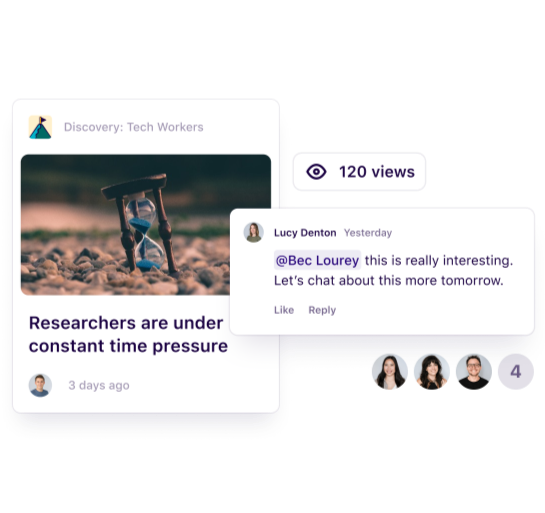 Discovery: Tech Workers
120 views
Lucy Denton Yesterday
@Bec Lourey this is really interesting.
Let's chat about this more tomorrow.
Like Reply
Researchers are under
constant time pressure
3 days ago
4